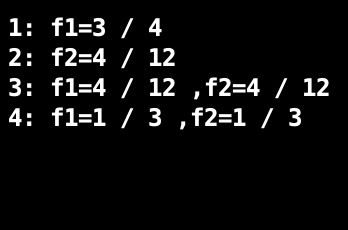 1: f1=3 / 4
2: f2=4 / 12
3: f1=4 / 12 ,f2=4 / 12
4: f1=1 / 3 ,f2=1 / 3